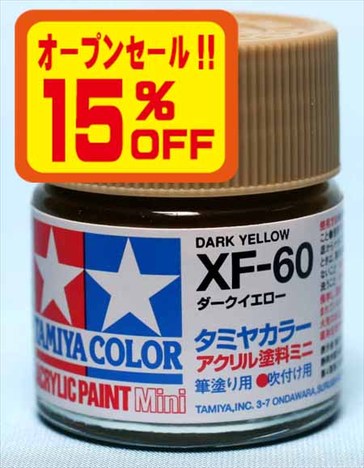 オープンセール!!
15%
OFF
DARK YELLOW
XF-60
ダークイエロー
TAMIYA COLOR
ACRYLIC PAINT Mini
タミヤカラー
アクリル塗料ミニ
筆塗り用 ●吹付け用
TAMIYA,INC. 3-7 ONDAWARA,SURUGA